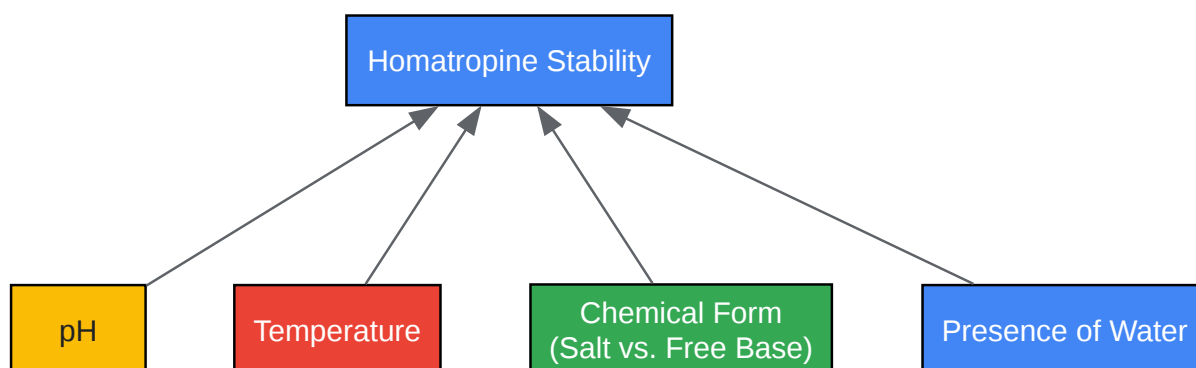 Homatropine Stability
pH
Temperature
Chemical Form
(Salt vs. Free Base)
Presence of Water